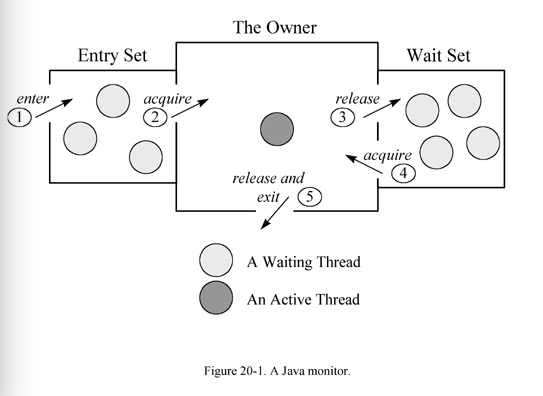 The Owner
Entry Set
Wait Set
enter
1
acquire
2
release
3
acquire
4
release and
exit
5
A Waiting Thread
An Active Thread
Figure 20-1. A Java monitor.